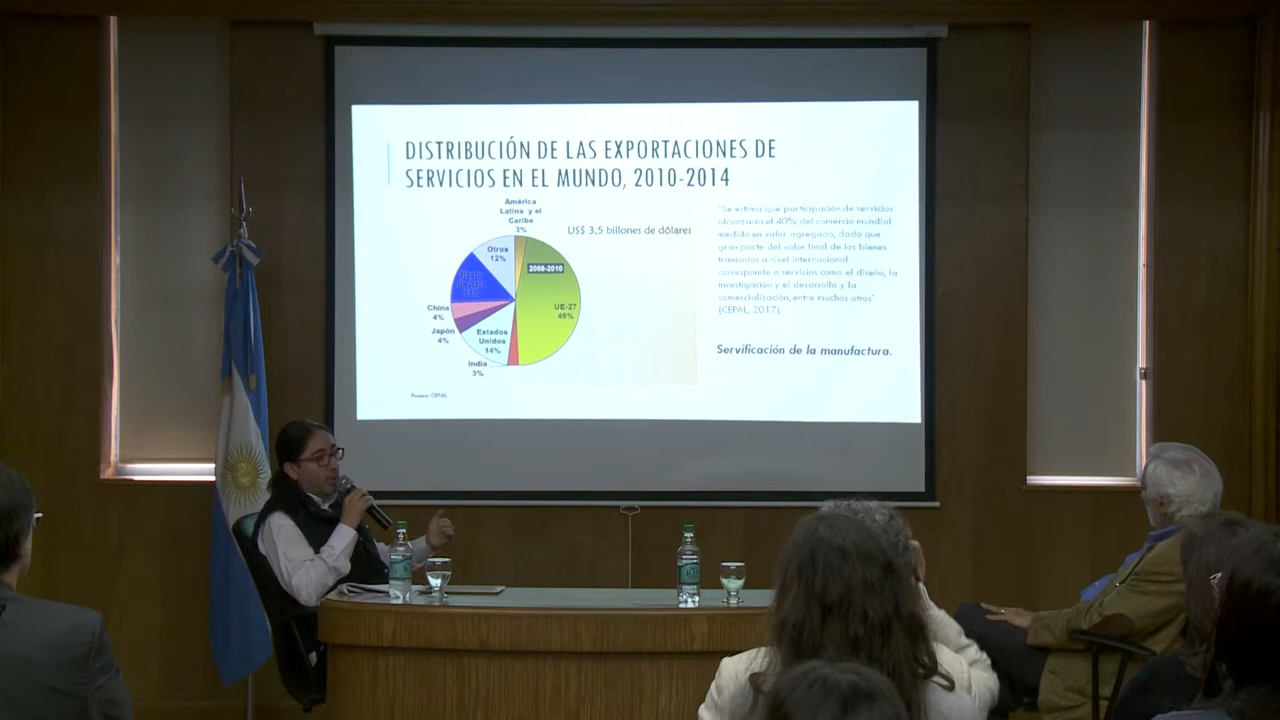 DISTRIBUCIÓN DE LAS EXPORTACIONES DE
SERVICIOS EN EL MUNDO, 2010-2014
América
Latina y el
Caribe
3%
US$ 3,5 billones de dólares
Otros
12%
2008-2010
UE-27
46%
China
4%
Japón
4%
Estados
Unidos
14%
India
3%
Fuente: CEPAL
"Se estima que participación de servicios
alcanzaría el 40% del comercio mundial
medido en valor agregado, dado que
gran parte del valor final de los bienes
transados a nivel internacional
corresponde a servicios como el diseño, la
investigación y el desarrollo y la
comercialización, entre muchos otros"
(CEPAL, 2017).
Servificación de la manufactura.